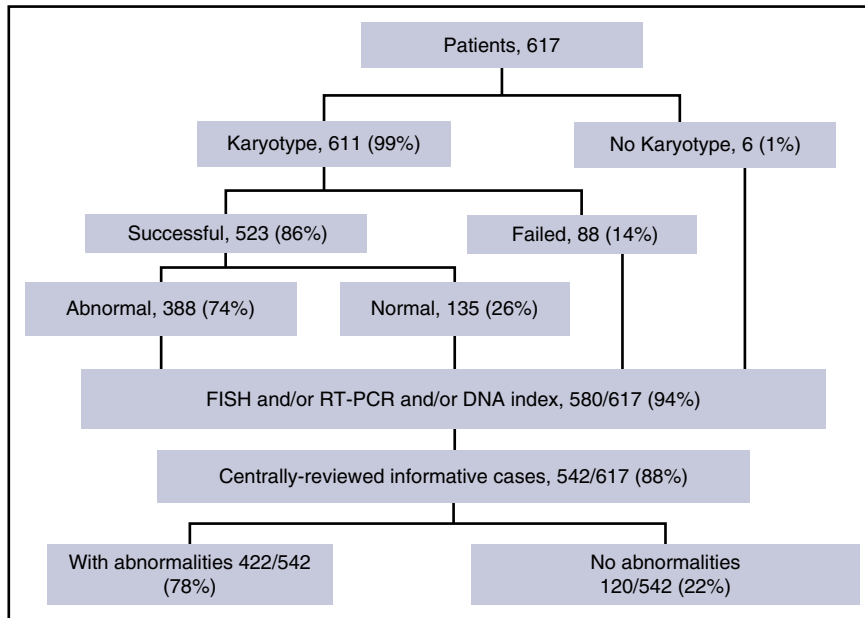 Patients, 617
Karyotype, 611 (99%)
No Karyotype, 6 (1%)
Successful, 523 (86%)
Failed, 88 (14%)
Abnormal, 388 (74%)
Normal, 135 (26%)
FISH and/or RT-PCR and/or DNA index, 580/617 (94%)
Centrally-reviewed informative cases, 542/617 (88%)
With abnormalities 422/542
(78%)
No abnormalities
120/542 (22%)